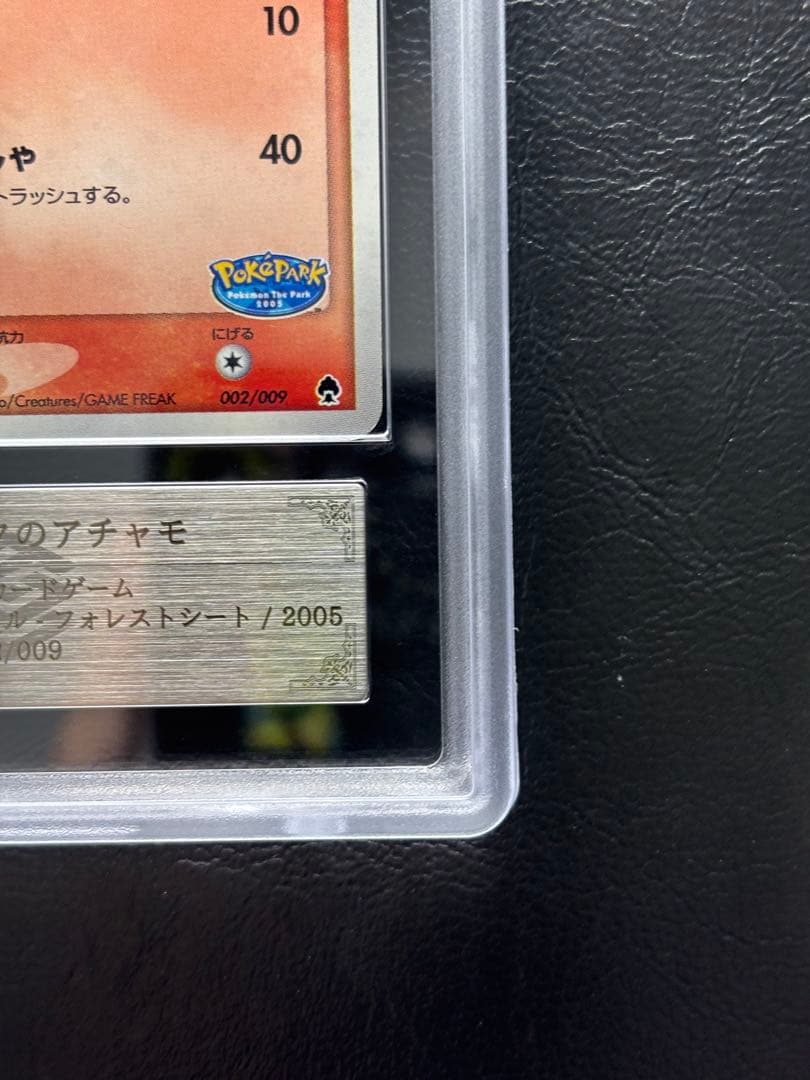 10
や 40
トラッシュする。
PokéPARK
Pokémon The Park
2005
抗力 にげる
o/Creatures/GAME FREAK 002/009
クのアチャモ
カードゲーム
ル・フォレストシート / 2005
/009